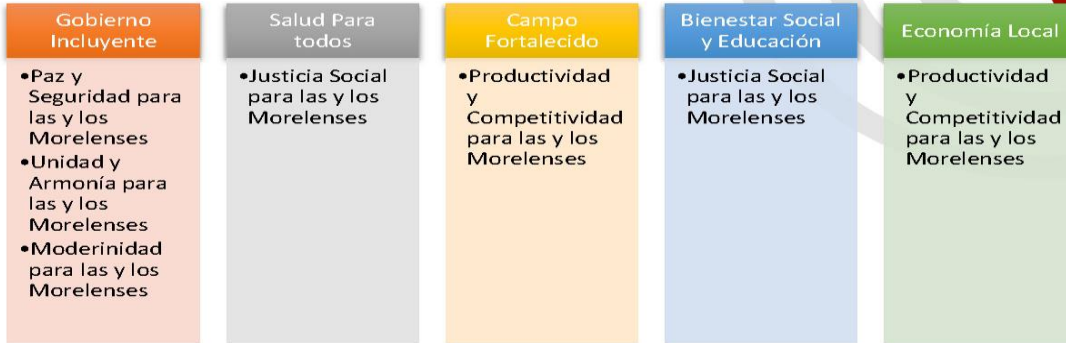 Gobierno
Incluyente
•Paz y
Seguridad para
las y los
Morelenses
•Unidad y
Armonía para
las y los
Morelenses
•Moderinidad
para las y los
Morelenses
Salud Para
todos
•Justicia Social
para las y los
Morelenses
Campo
Fortalecido
•Productividad
y
Competitividad
para las y los
Morelenses
Bienestar Social
y Educación
•Justicia Social
para las y los
Morelenses
Economía Local
•Productividad
y
Competitividad
para las y los
Morelenses